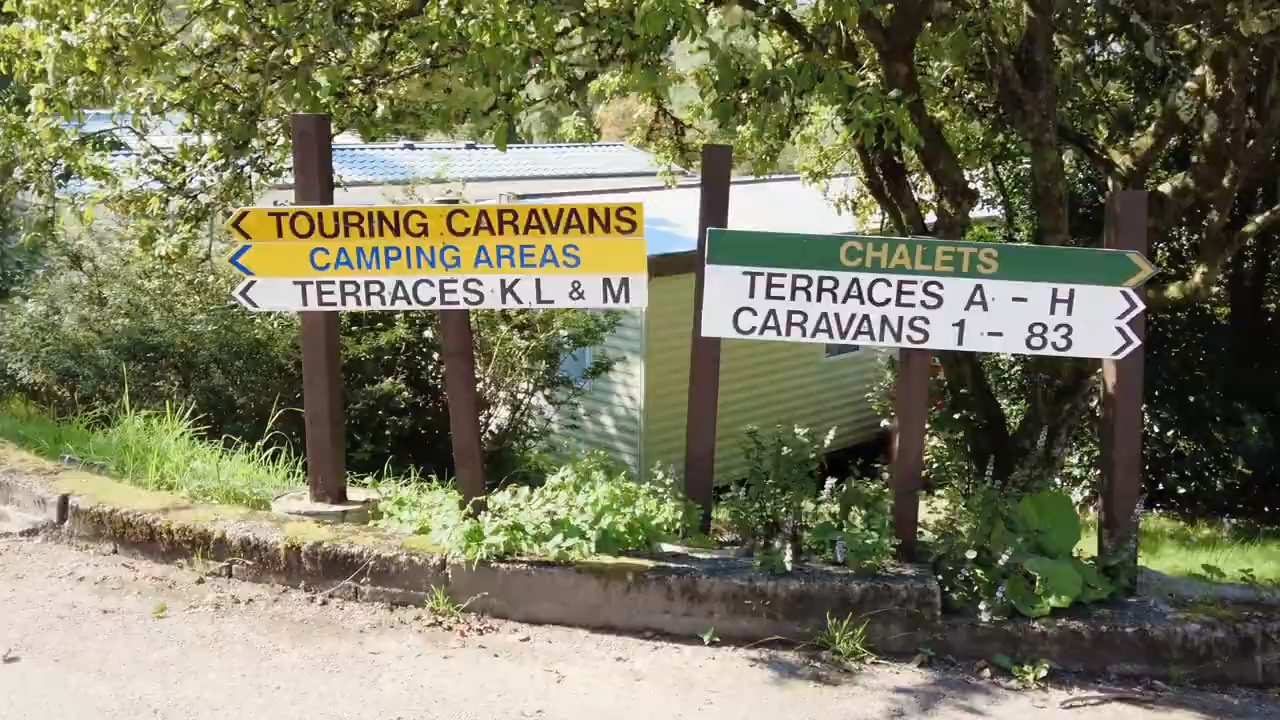 TOURING CARAVANS
CAMPING AREAS
TERRACES K, L & M
CHALETS
TERRACES A - H
CARAVANS 1 - 83